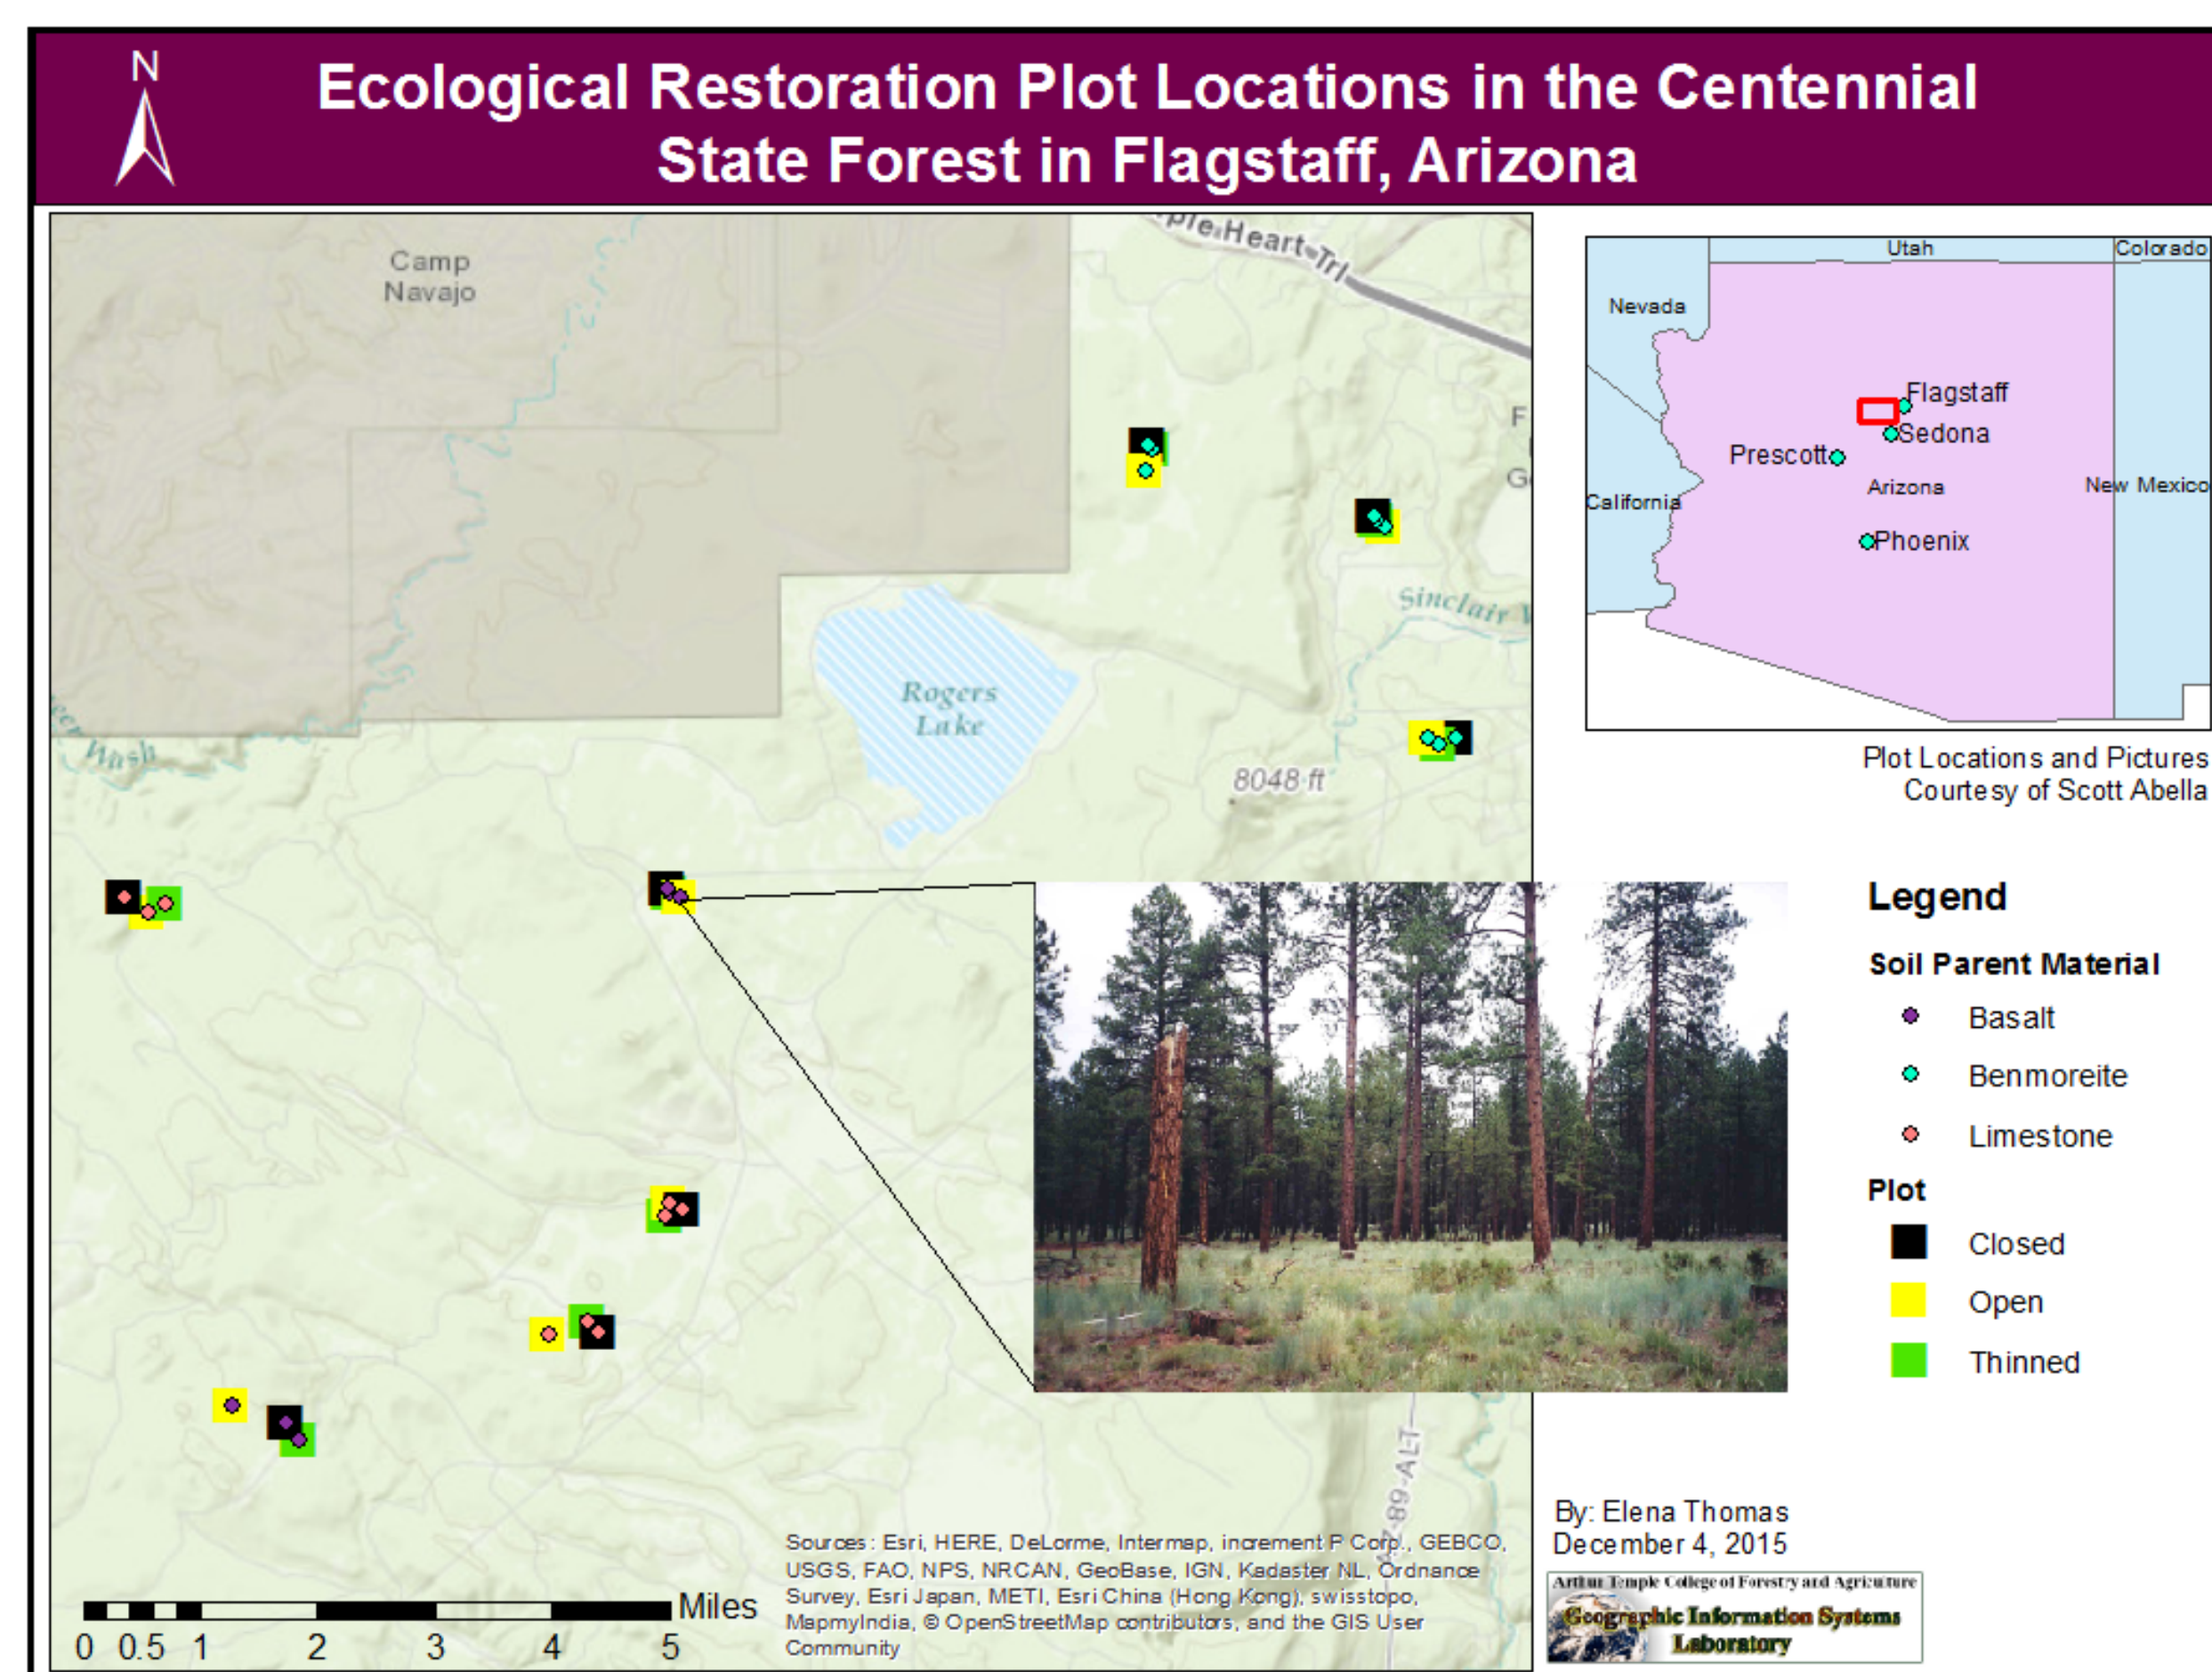 N
Ecological Restoration Plot Locations in the Centennial
State Forest in Flagstaff, Arizona
Camp
Navajo
Heart Trl
Sinclair
Rogers
Lake
8048 ft
Wash
AZ-89-ALT
Utah
Colorado
Nevada
Flagstaff
Sedona
Prescott
Arizona
New Mexico
California
Phoenix
Plot Locations and Pictures
Courtesy of Scott Abella
Legend
Soil Parent Material
Basalt
Benmoreite
Limestone
Plot
Closed
Open
Thinned
By: Elena Thomas
December 4, 2015
Arthur Temple College of Forestry and Agriculture
Geographic Information Systems
Laboratory
Sources: Esri, HERE, DeLorme, Intermap, increment P Corp., GEBCO,
USGS, FAO, NPS, NRCAN, GeoBase, IGN, Kadaster NL, Ordnance
Survey, Esri Japan, METI, Esri China (Hong Kong), swisstopo,
MapmyIndia, © OpenStreetMap contributors, and the GIS User
Community
Miles
0 0.5 1 2 3 4 5